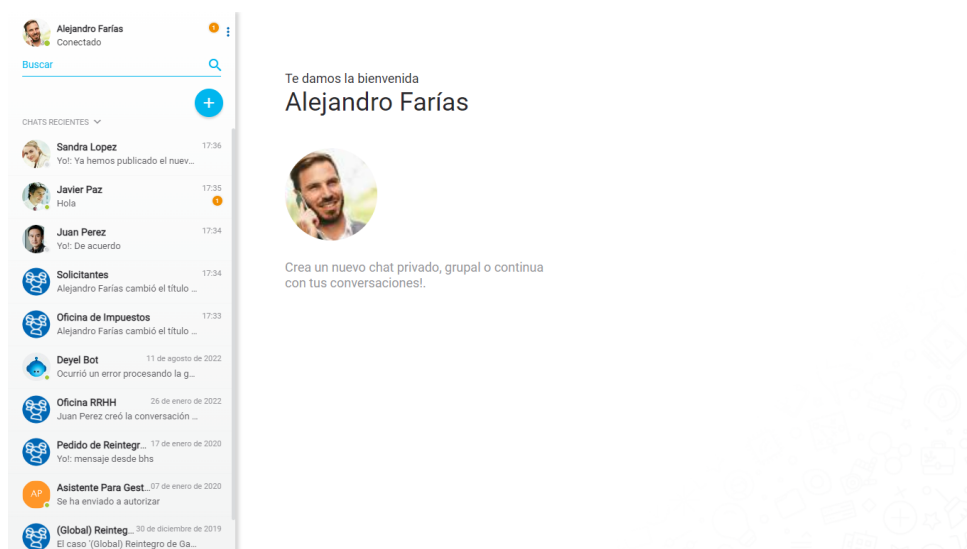 Alejandro Farías
1
Conectado
Buscar
+
CHATS RECIENTES
Sandra Lopez 17:36
Yo!: Ya hemos publicado el nuev...
Javier Paz 17:35
Hola 1
Juan Perez 17:34
Yo!: De acuerdo
Solicitantes 17:34
Alejandro Farías cambió el título ...
Oficina de Impuestos 17:33
Alejandro Farías cambió el título ...
Deyel Bot 11 de agosto de 2022
Ocurrió un error procesando la g...
Oficina RRHH 26 de enero de 2022
Juan Perez creó la conversación ...
Pedido de Reintegr... 17 de enero de 2020
Yo!: mensaje desde bhs
AP
Asistente Para Gest... 07 de enero de 2020
Se ha enviado a autorizar
(Global) Reinteg... 30 de diciembre de 2019
El caso '(Global) Reintegro de Ga...
Te damos la bienvenida
Alejandro Farías
Crea un nuevo chat privado, grupal o continua
con tus conversaciones!.